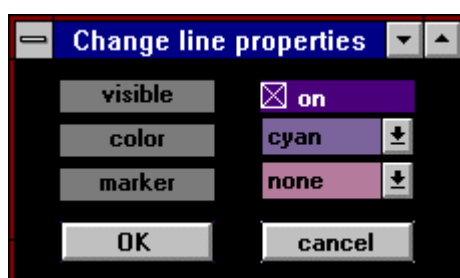 Change line properties
visible on
color cyan
marker none
OK cancel